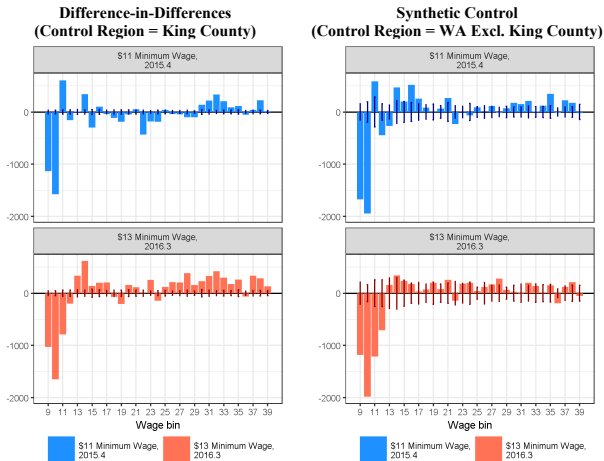 Difference-in-Differences
(Control Region = King County)
Synthetic Control
(Control Region = WA Excl. King County)
$11 Minimum Wage,
2015.4
0
-1000
-2000
$13 Minimum Wage,
2016.3
0
-1000
-2000
9 11 13 15 17 19 21 23 25 27 29 31 33 35 37 39
Wage bin
$11 Minimum Wage,
2015.4
$13 Minimum Wage,
2016.3
$11 Minimum Wage,
2015.4
0
-1000
-2000
$13 Minimum Wage,
2016.3
0
-1000
-2000
9 11 13 15 17 19 21 23 25 27 29 31 33 35 37 39
Wage bin
$11 Minimum Wage,
2015.4
$13 Minimum Wage,
2016.3